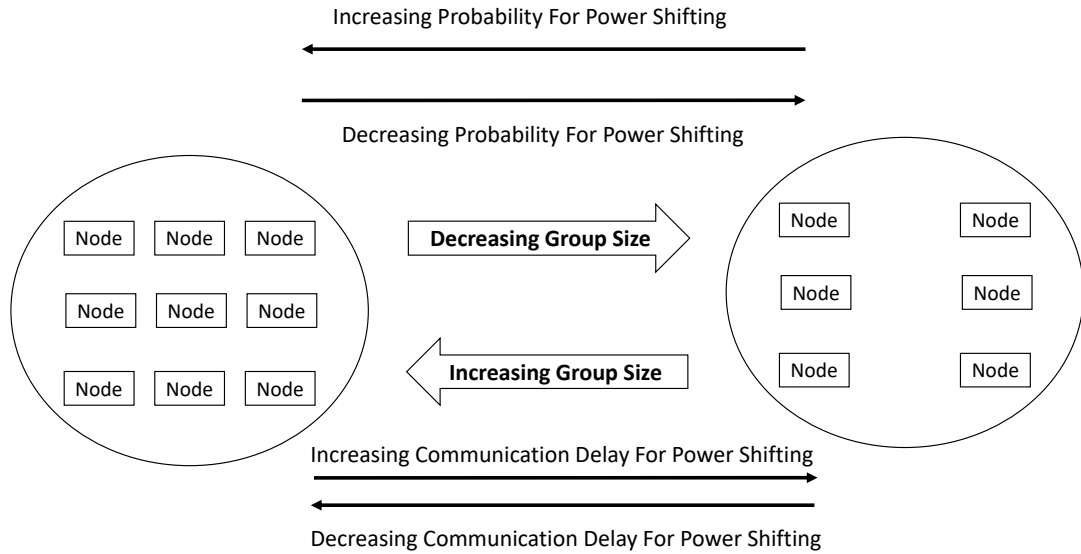 Increasing Probability For Power Shifting
Decreasing Probability For Power Shifting
Node Node Node
Node Node Node
Node Node Node
Decreasing Group Size
Increasing Group Size
Node Node
Node Node
Node Node
Increasing Communication Delay For Power Shifting
Decreasing Communication Delay For Power Shifting